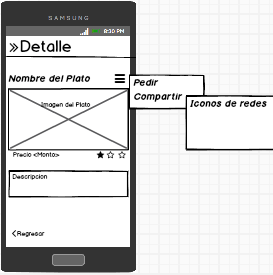 SAMSUNG
8:30 PM
»Detalle
Nombre del Plato
Pedir
Compartir
Iconos de redes
Imagen del Plato
Precio <Monto>
Descripcion
<Regresar